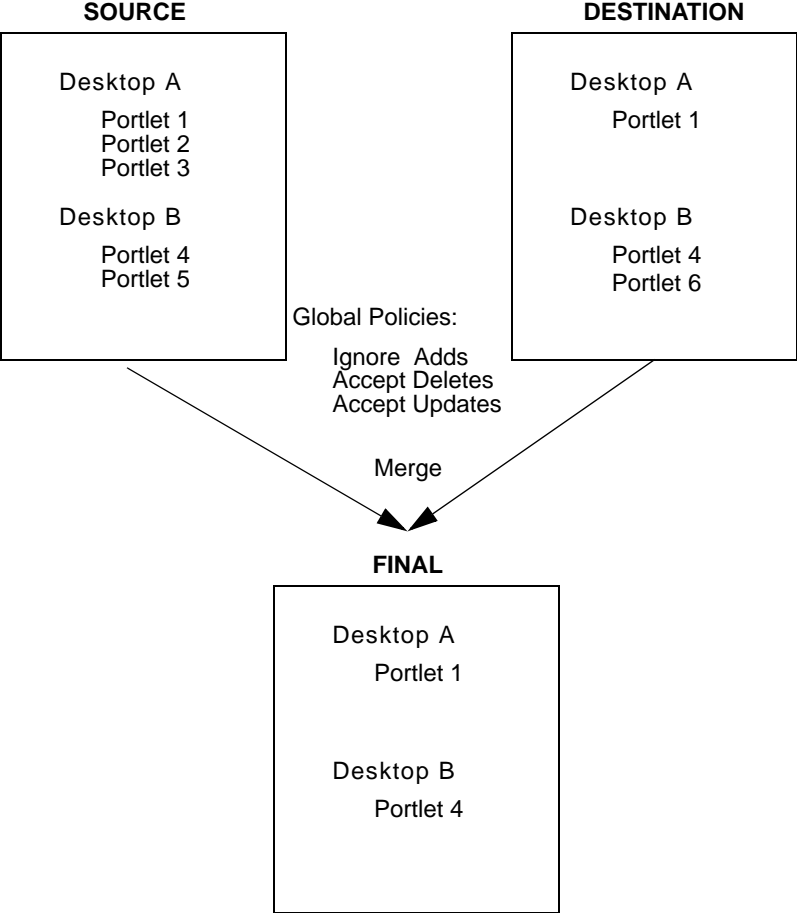 SOURCE
Desktop A
Portlet 1
Portlet 2
Portlet 3
Desktop B
Portlet 4
Portlet 5
DESTINATION
Desktop A
Portlet 1
Desktop B
Portlet 4
Portlet 6
Global Policies:
Ignore Adds
Accept Deletes
Accept Updates
Merge
FINAL
Desktop A
Portlet 1
Desktop B
Portlet 4